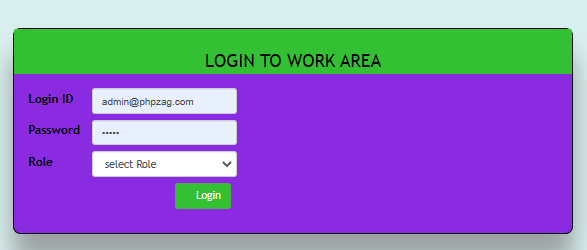 LOGIN TO WORK AREA
Login ID admin@phpzag.com
Password •••••
Role select Role
Login